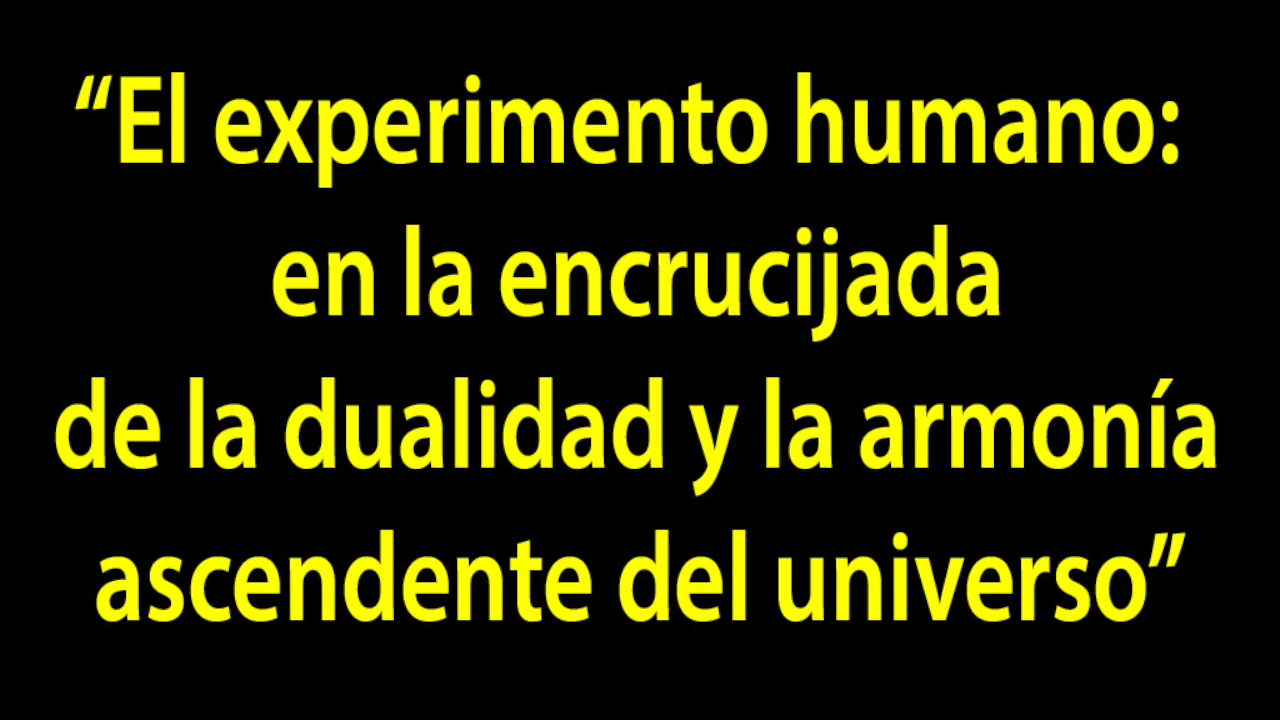 “El experimento humano:
en la encrucijada
de la dualidad y la armonía
ascendente del universo”